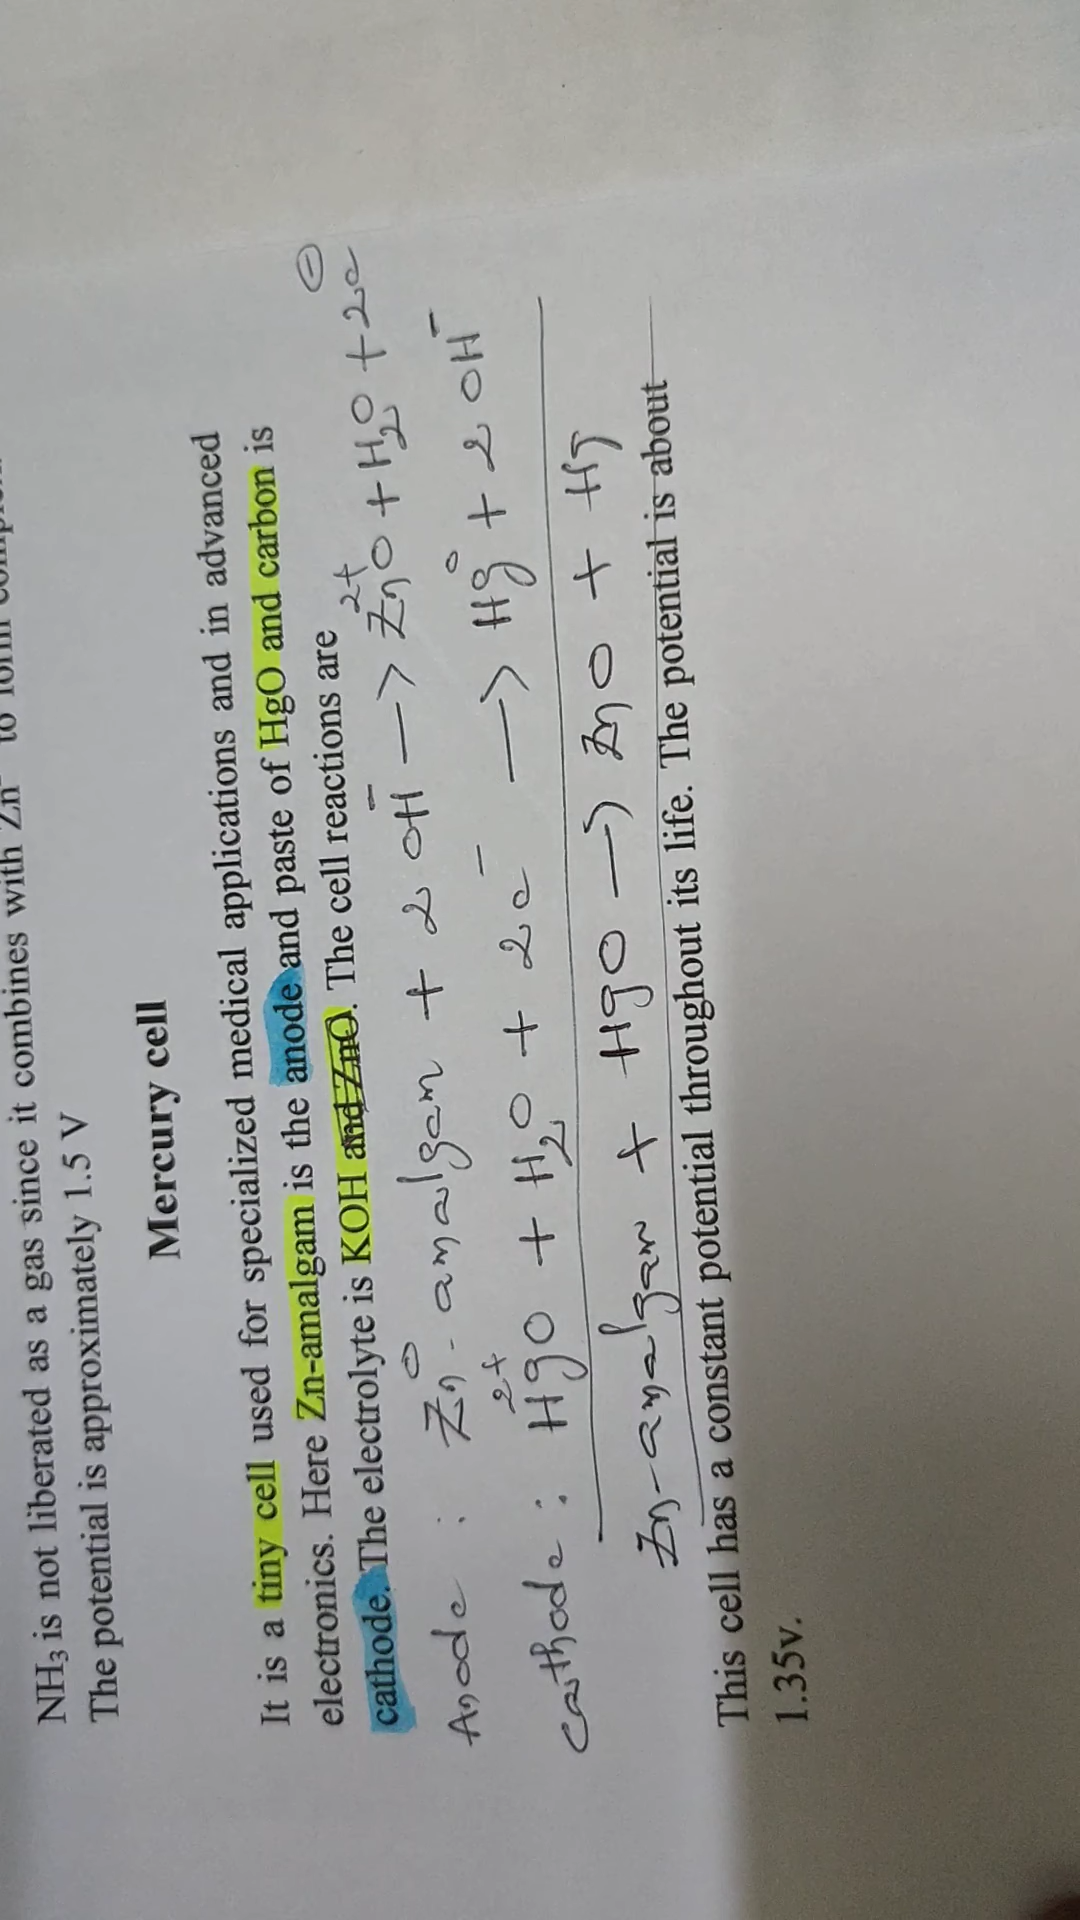 NH₃ is not liberated as a gas since it combines with Zn
The potential is approximately 1.5 V
Mercury cell
It is a tiny cell used for specialized medical applications and in advanced
electronics. Here Zn-amalgam is the anode and paste of HgO and carbon is
cathode. The electrolyte is KOH and ZnO. The cell reactions are
Anode : Zn⁰-amalgam + 2OH⁻ → Zn²⁺O + H₂O + 2e⊖
Cathode : Hg²⁺O + H₂O + 2e⁻ → Hg⁰ + 2OH⁻
Zn-amalgam + HgO → ZnO + Hg
This cell has a constant potential throughout its life. The potential is about
1.35v.